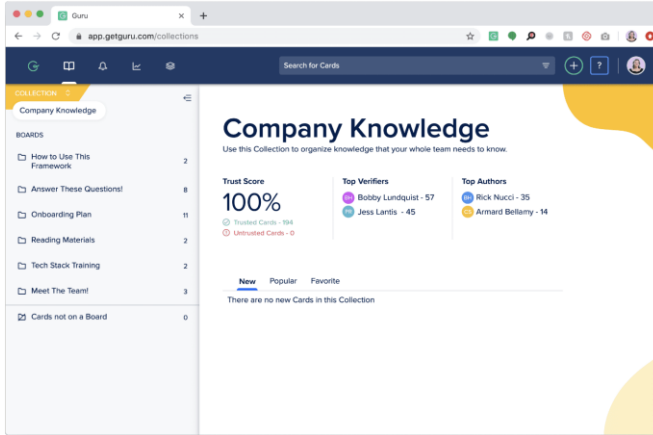 Guru
app.getguru.com/collections
Search for Cards
?
COLLECTION
Company Knowledge
BOARDS
How to Use This
Framework
2
Answer These Questions!
8
Onboarding Plan
11
Reading Materials
2
Tech Stack Training
2
Meet The Team!
3
Cards not on a Board
0
Company Knowledge
Use this Collection to organize knowledge that your whole team needs to know.
Trust Score
100%
Trusted Cards - 194
Untrusted Cards - 0
Top Verifiers
Bobby Lundquist - 57
Jess Lantis - 45
Top Authors
Rick Nucci - 35
Armard Bellamy - 14
New Popular Favorite
There are no new Cards in this Collection